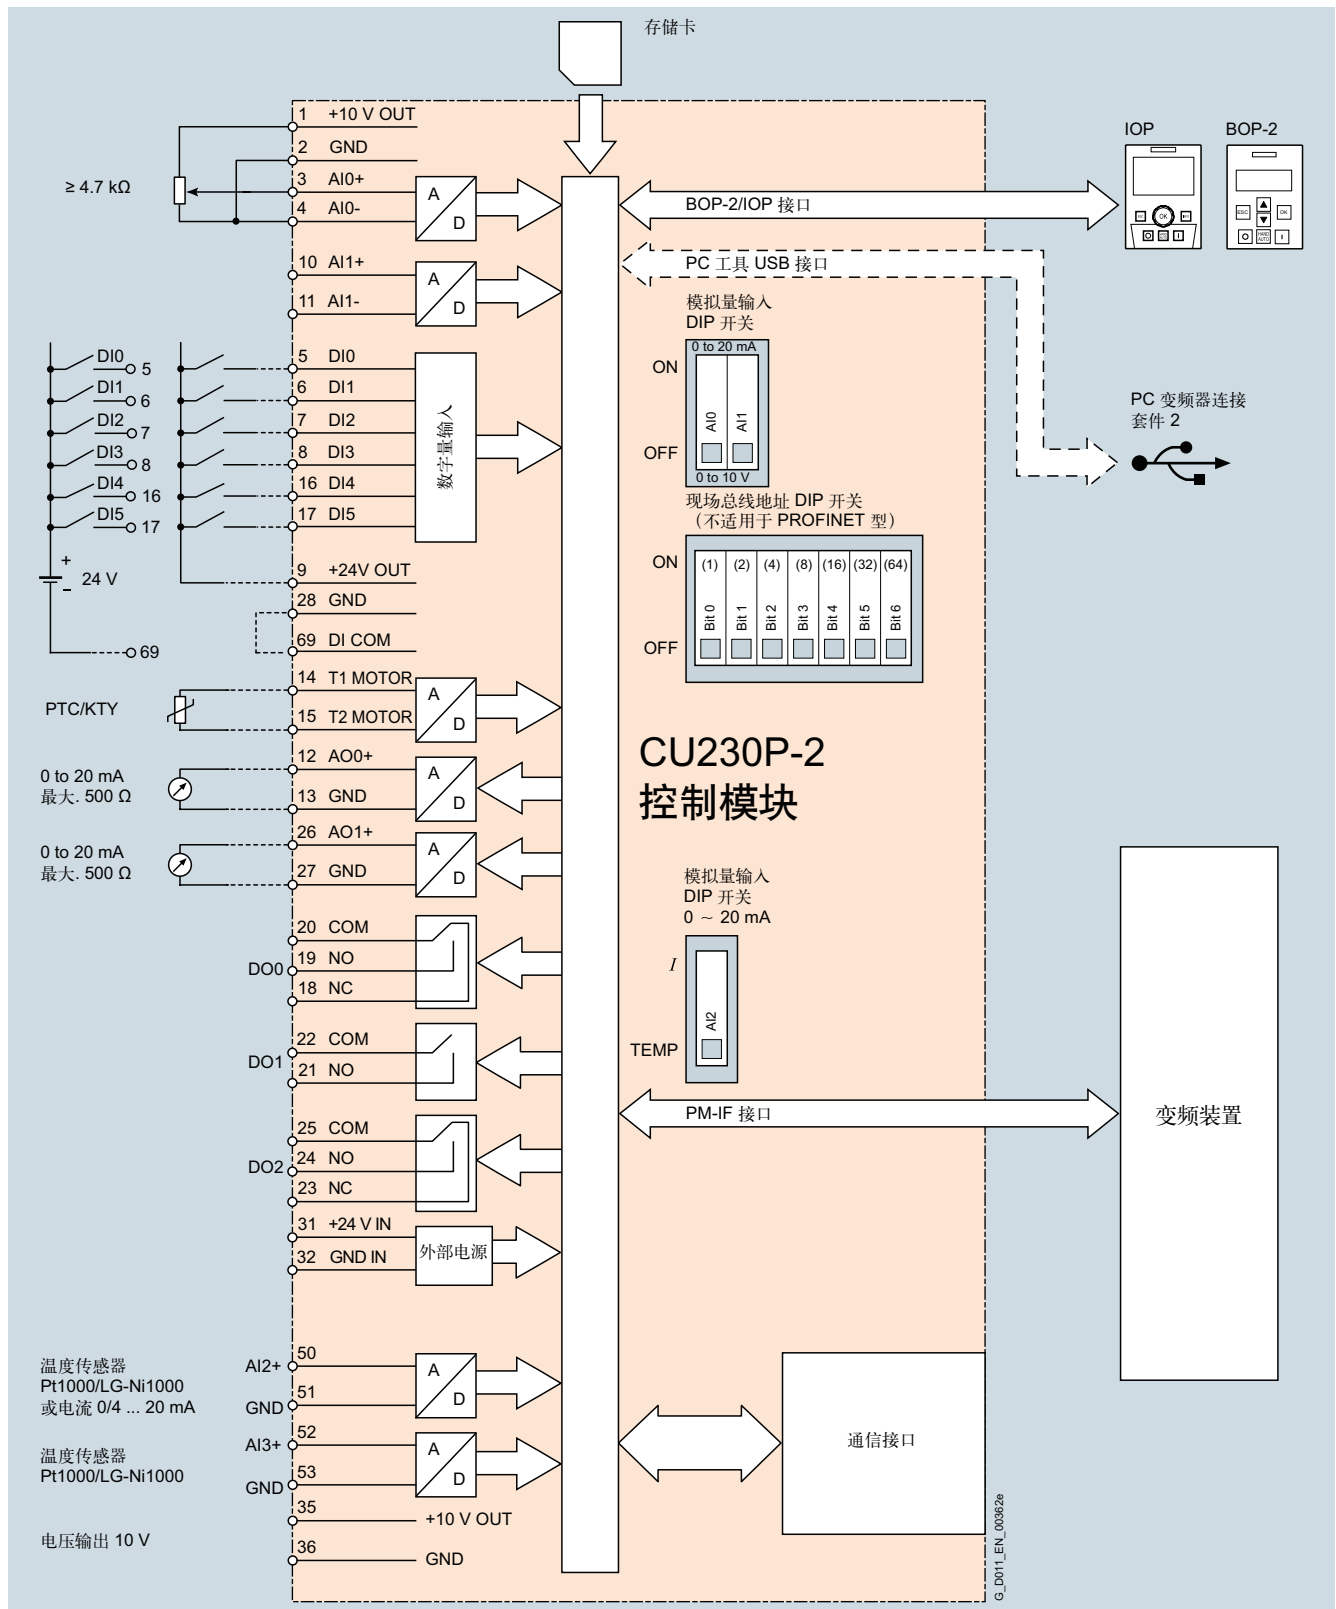 存储卡
1 +10 V OUT
2 GND
3 AI0+
4 AI0-
≥ 4.7 kΩ
A
D
10 AI1+
11 AI1-
A
D
IOP
BOP-2
ESC
OK
INFO
ESC
OK
HAND
AUTO
BOP-2/IOP 接口
PC 工具 USB 接口
模拟量输入
DIP 开关
0 to 20 mA
ON
AI0
AI1
OFF
0 to 10 V
PC 变频器连接
套件 2
DI0
5
DI1
6
DI2
7
DI3
8
DI4
16
DI5
17
+
24 V
-
69
5 DI0
6 DI1
7 DI2
8 DI3
16 DI4
17 DI5
数字量输入
9 +24V OUT
28 GND
69 DI COM
现场总线地址 DIP 开关
（不适用于 PROFINET 型）
ON
(1) (2) (4) (8) (16) (32) (64)
Bit 0
Bit 1
Bit 2
Bit 3
Bit 4
Bit 5
Bit 6
OFF
PTC/KTY
14 T1 MOTOR
15 T2 MOTOR
A
D
CU230P-2
控制模块
0 to 20 mA
最大. 500 Ω
12 AO0+
13 GND
A
D
0 to 20 mA
最大. 500 Ω
26 AO1+
27 GND
A
D
模拟量输入
DIP 开关
0 ～ 20 mA
I
AI2
TEMP
DO0
20 COM
19 NO
18 NC
DO1
22 COM
21 NO
DO2
25 COM
24 NO
23 NC
PM-IF 接口
变频装置
31 +24 V IN
32 GND IN
外部电源
温度传感器
Pt1000/LG-Ni1000
或电流 0/4 ... 20 mA
AI2+
50
51
GND
A
D
温度传感器
Pt1000/LG-Ni1000
AI3+
52
53
GND
A
D
通信接口
电压输出 10 V
35
+10 V OUT
36
GND
G_D011_EN_00362e